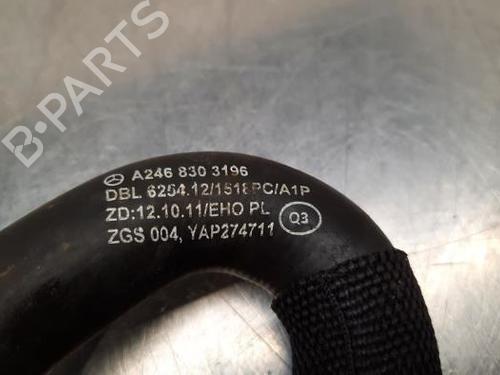 B-PARTS
A246 830 3196
DBL 6254.12/1518PC/A1P
ZD:12.10.11/EHO PL
Q3
ZGS 004, YAP274711